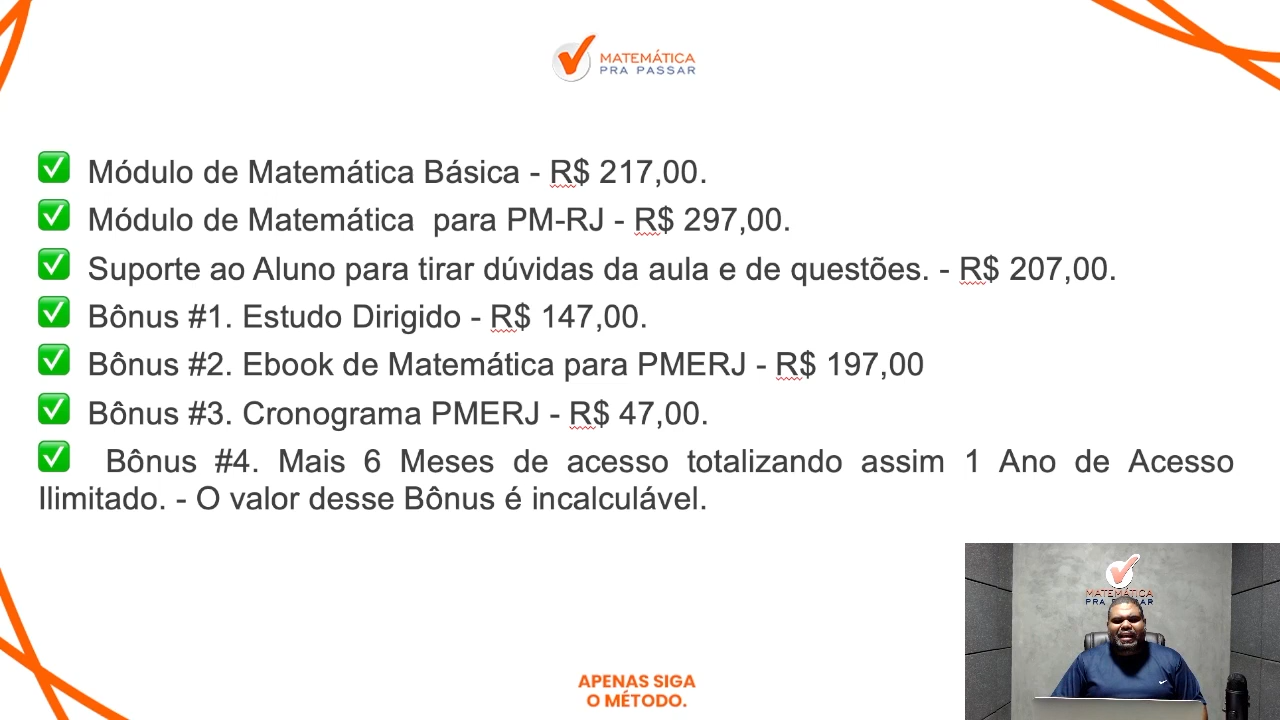 MATEMÁTICA
PRA PASSAR
✅ Módulo de Matemática Básica - R$ 217,00.
✅ Módulo de Matemática  para PM-RJ - R$ 297,00.
✅ Suporte ao Aluno para tirar dúvidas da aula e de questões. - R$ 207,00.
✅ Bônus #1. Estudo Dirigido - R$ 147,00.
✅ Bônus #2. Ebook de Matemática para PMERJ - R$ 197,00
✅ Bônus #3. Cronograma PMERJ - R$ 47,00.
✅ Bônus #4. Mais 6 Meses de acesso totalizando assim 1 Ano de Acesso
Ilimitado. - O valor desse Bônus é incalculável.
MATEMÁTICA
PRA
APENAS SIGA
O MÉTODO.